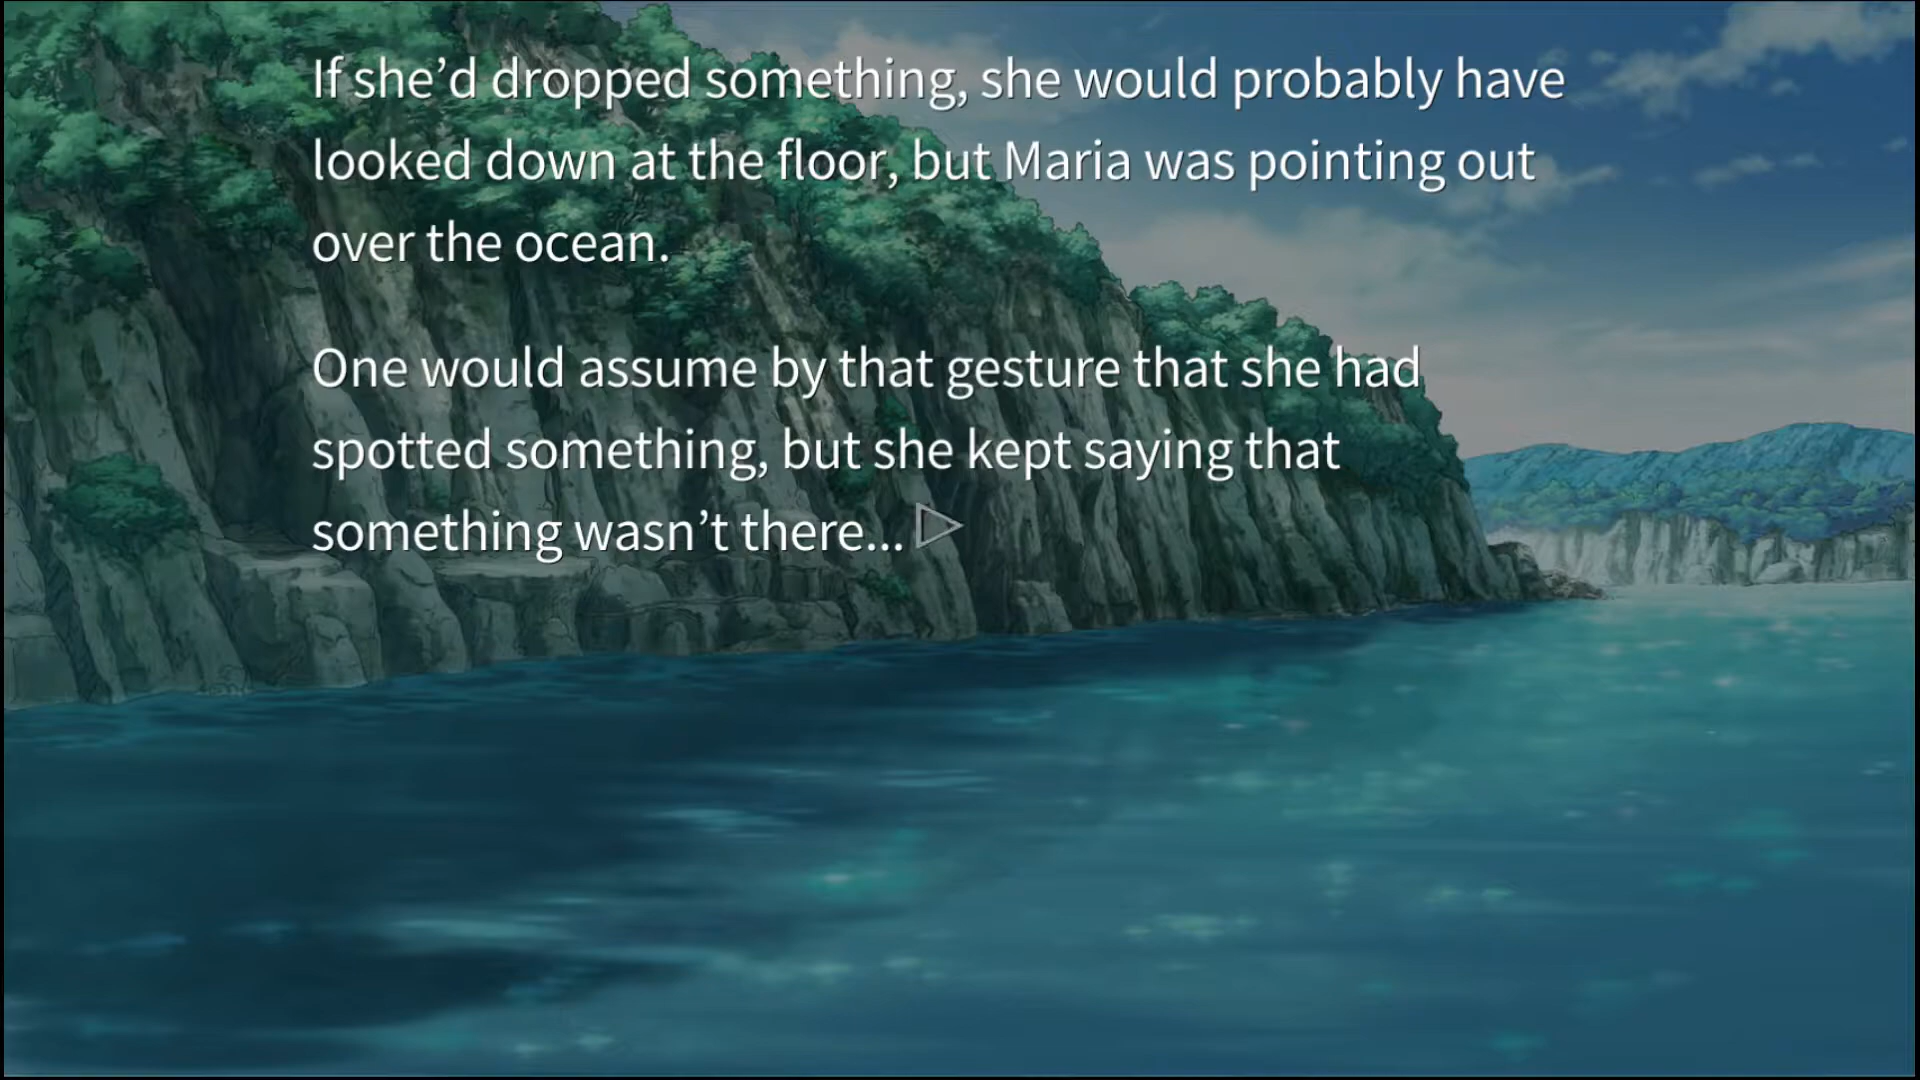 If she’d dropped something, she would probably have
looked down at the floor, but Maria was pointing out
over the ocean.
One would assume by that gesture that she had
spotted something, but she kept saying that
something wasn’t there...